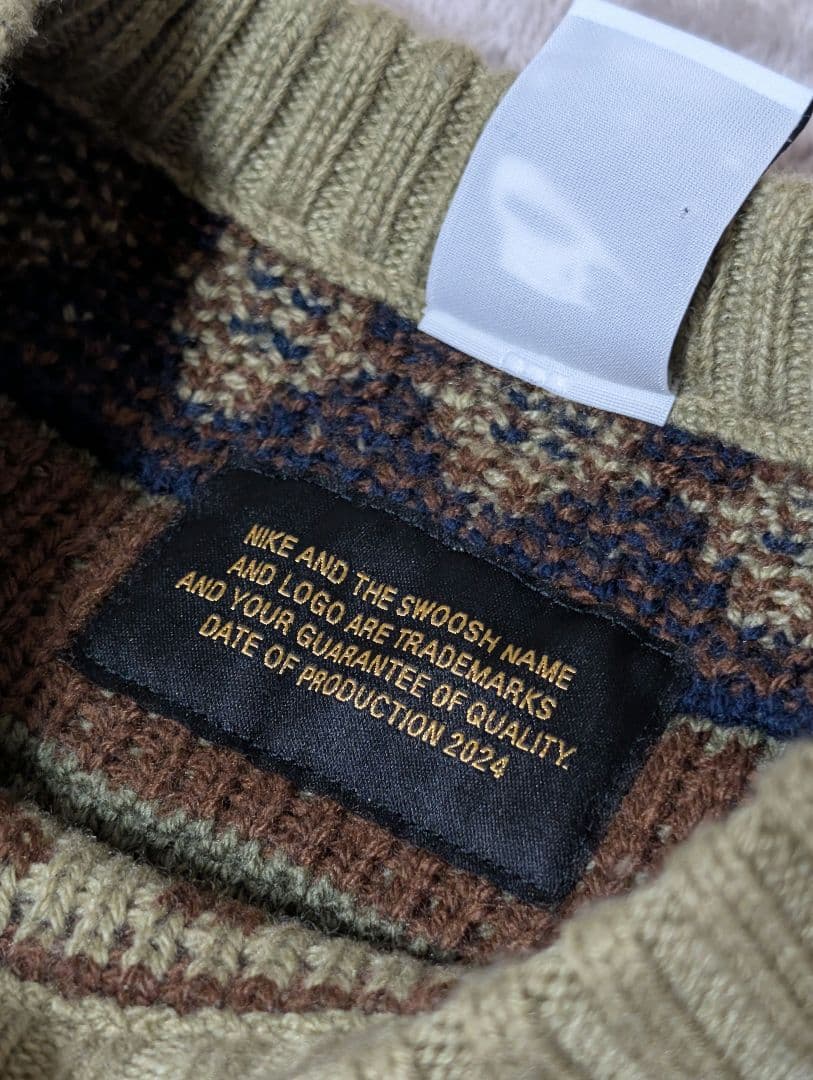 NIKE AND THE SWOOSH NAME
AND LOGO ARE TRADEMARKS
AND YOUR GUARANTEE OF QUALITY.
DATE OF PRODUCTION 2024